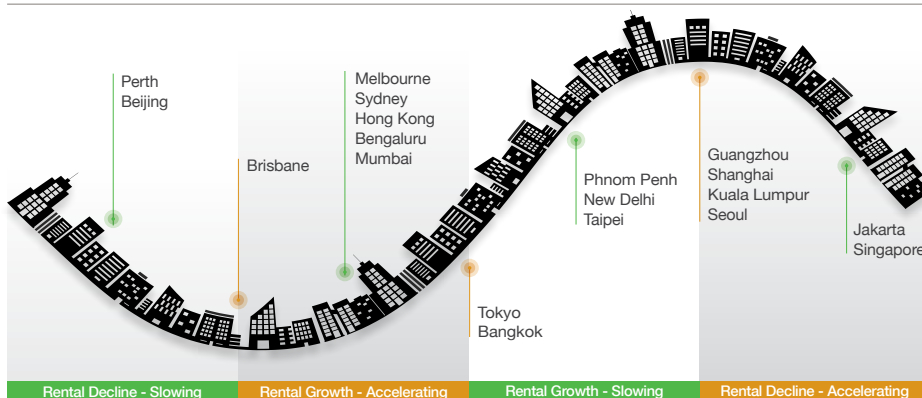 Perth
Beijing
Brisbane
Melbourne
Sydney
Hong Kong
Bengaluru
Mumbai
Tokyo
Bangkok
Phnom Penh
New Delhi
Taipei
Guangzhou
Shanghai
Kuala Lumpur
Seoul
Jakarta
Singapore
Rental Decline - Slowing
Rental Growth - Accelerating
Rental Growth - Slowing
Rental Decline - Accelerating